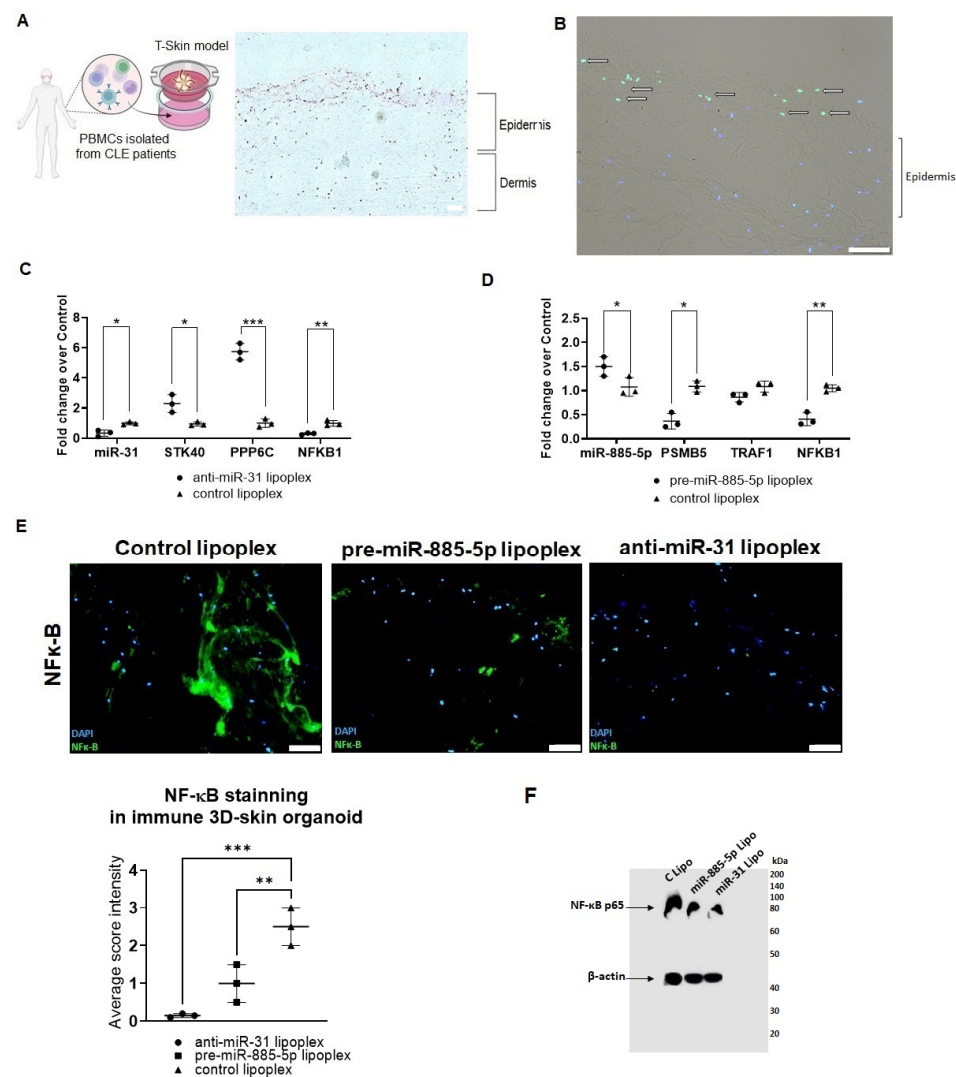 A
T-Skin model
PBMCs isolated
from CLE patients
Epidermis
Dermis
B
Epidermis
C
Fold change over Control
8
6
4
2
0
*
*
***
**
miR-31
STK40
PPP6C
NFKB1
anti-miR-31 lipoplex
control lipoplex
D
Fold change over Control
2.5
2.0
1.5
1.0
0.5
0.0
*
*
**
miR-885-5p
PSMB5
TRAF1
NFKB1
pre-miR-885-5p lipoplex
control lipoplex
E
Control lipoplex
pre-miR-885-5p lipoplex
anti-miR-31 lipoplex
NFκ-B
DAPI
NFκ-B
DAPI
NFκ-B
DAPI
NFκ-B
NF-κB stainning
in immune 3D-skin organoid
Average score intensity
4
3
2
1
0
***
**
anti-miR-31 lipoplex
pre-miR-885-5p lipoplex
control lipoplex
F
C Lipo
miR-885-5p Lipo
miR-31 Lipo
kDa
200
140
100
80
60
50
40
30
20
NF-κB p65
β-actin